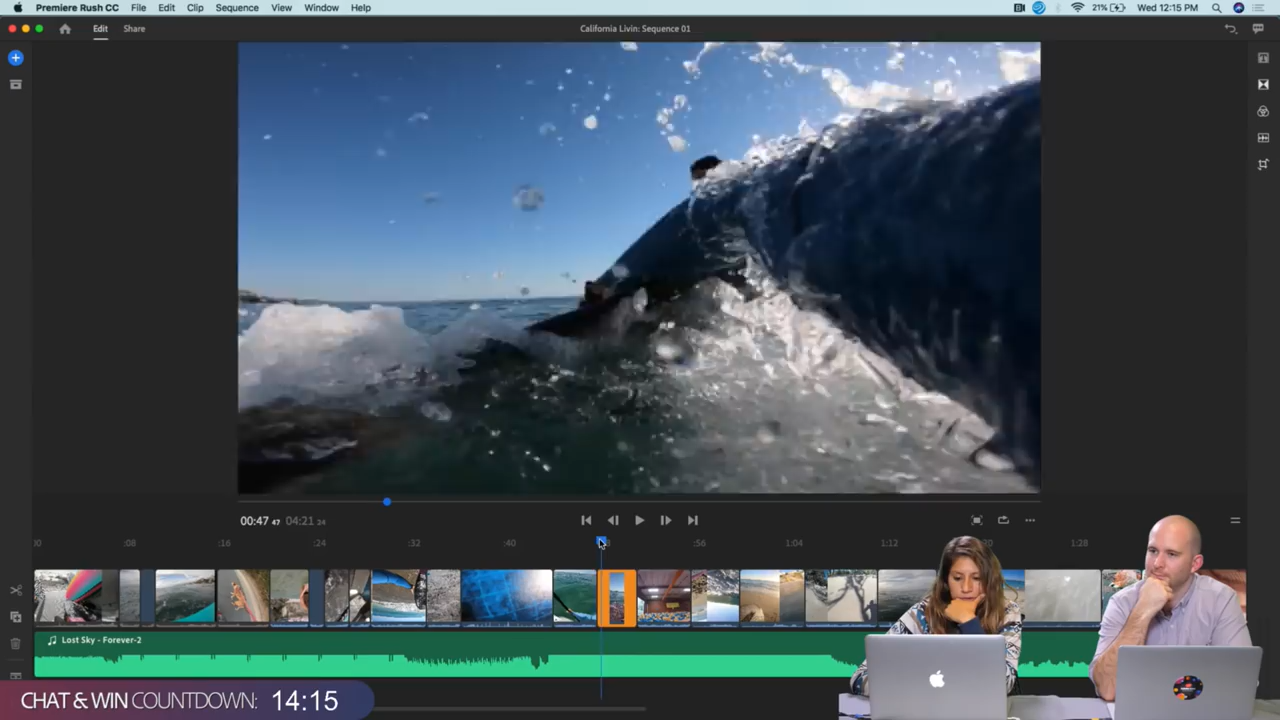 Premiere Rush CC File Edit Clip Sequence View Window Help 21% Wed 12:15 PM
Edit Share California Livin: Sequence 01
00:47 47 04:21 24
:00 :08 :16 :24 :32 :40 :56 1:04 1:12 1:28
Lost Sky - Forever-2
CHAT & WIN COUNTDOWN: 14:15